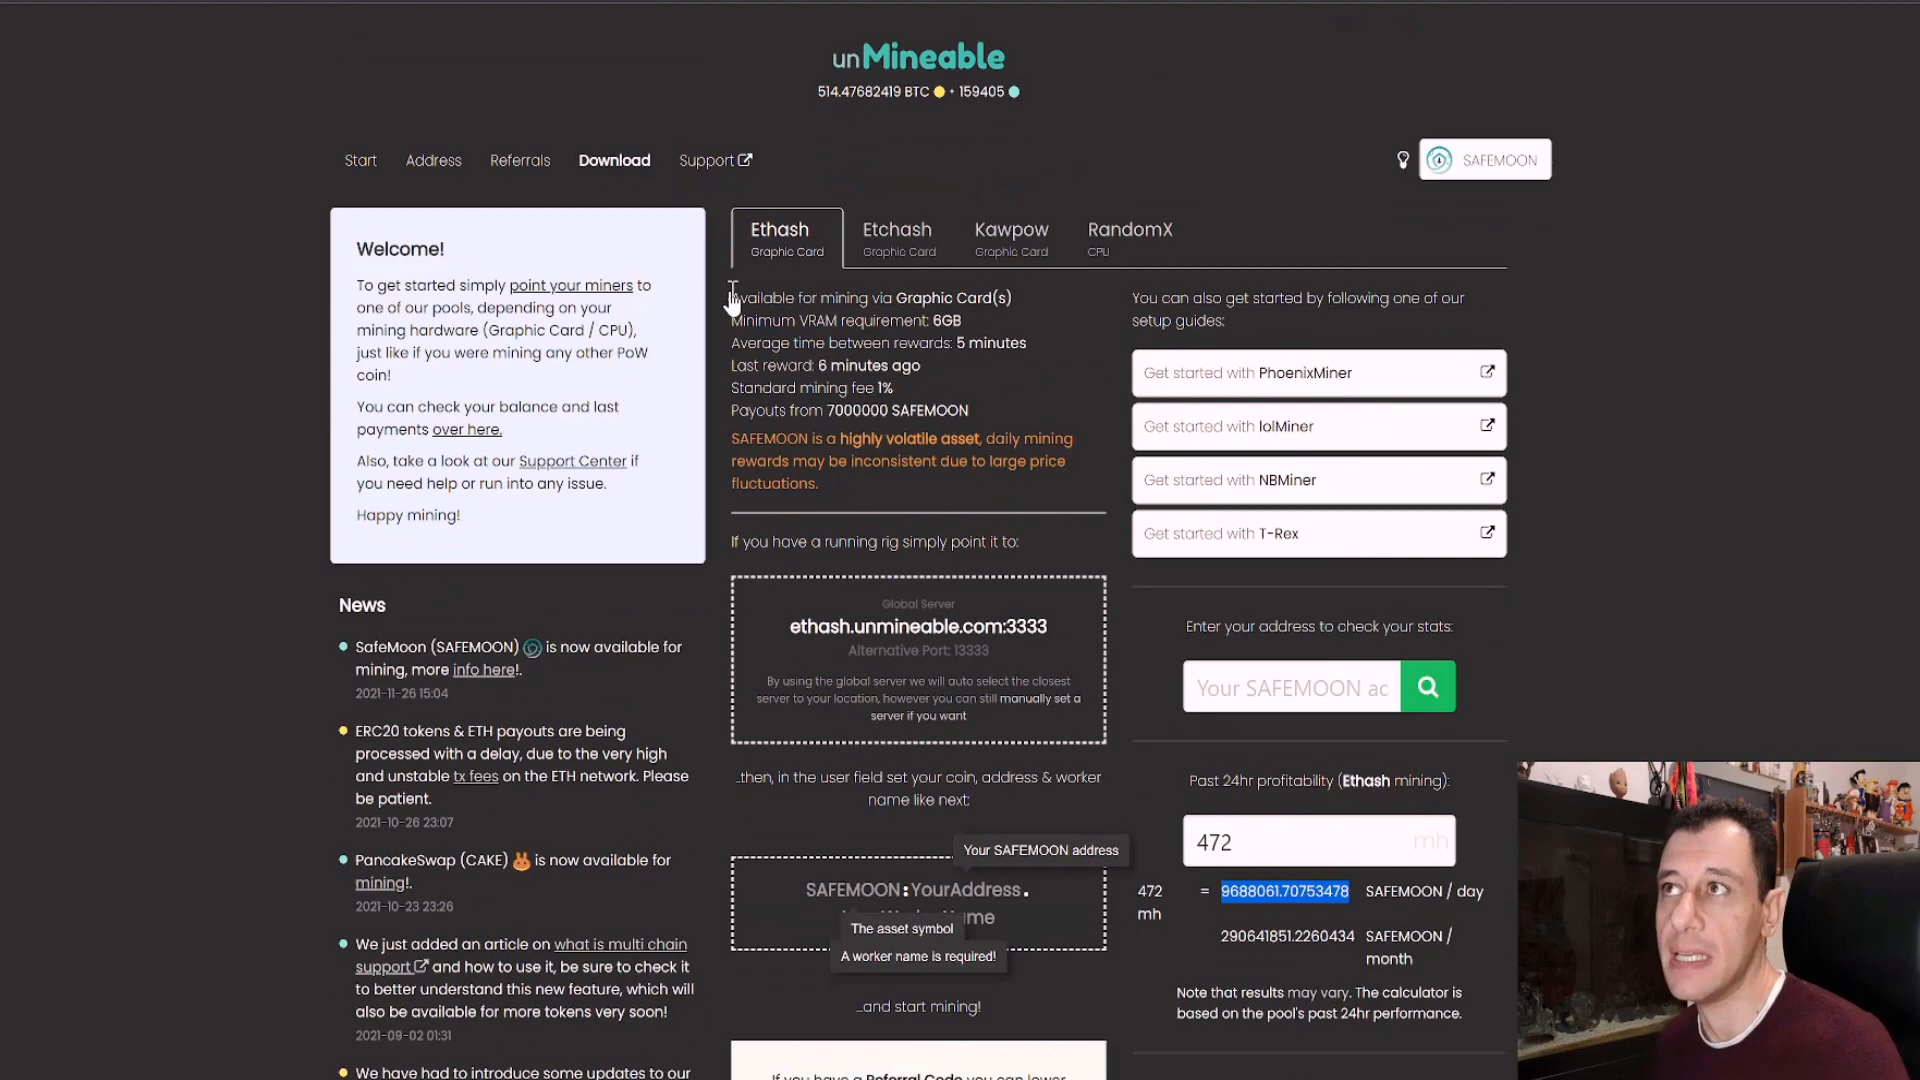 unMineable
514.47682419 BTC • 159405
Start
Address
Referrals
Download
Support
SAFEMOON
Welcome!
To get started simply point your miners to
one of our pools, depending on your
mining hardware (Graphic Card / CPU),
just like if you were mining any other PoW
coin!
You can check your balance and last
payments over here.
Also, take a look at our Support Center if
you need help or run into any issue.
Happy mining!
News
SafeMoon (SAFEMOON) is now available for
mining, more info here!.
2021-11-26 15:04
ERC20 tokens & ETH payouts are being
processed with a delay, due to the very high
and unstable tx fees on the ETH network. Please
be patient.
2021-10-26 23:07
PancakeSwap (CAKE) is now available for
mining!.
2021-10-23 23:26
We just added an article on what is multi chain
support and how to use it, be sure to check it
to better understand this new feature, which will
also be available for more tokens very soon!
2021-09-02 01:31
We have had to introduce some updates to our
Ethash
Graphic Card
Etchash
Graphic Card
Kawpow
Graphic Card
RandomX
CPU
Available for mining via Graphic Card(s)
Minimum VRAM requirement: 6GB
Average time between rewards: 5 minutes
Last reward: 6 minutes ago
Standard mining fee 1%
Payouts from 7000000 SAFEMOON
SAFEMOON is a highly volatile asset, daily mining
rewards may be inconsistent due to large price
fluctuations.
If you have a running rig simply point it to:
Global Server
ethash.unmineable.com:3333
Alternative Port: 13333
By using the global server we will auto select the closest
server to your location, however you can still manually set a
server if you want
..then, in the user field set your coin, address & worker
name like next:
Your SAFEMOON address
SAFEMOON:YourAddress.
The asset symbol
A worker name is required!
..and start mining!
If you have a Referral Code you can lower
You can also get started by following one of our
setup guides:
Get started with PhoenixMiner
Get started with lolMiner
Get started with NBMiner
Get started with T-Rex
Enter your address to check your stats:
Your SAFEMOON ac
Past 24hr profitability (Ethash mining):
472 mh
472 mh = 9688061.70753478 SAFEMOON / day
290641851.2260434 SAFEMOON / month
Note that results may vary. The calculator is
based on the pool's past 24hr performance.